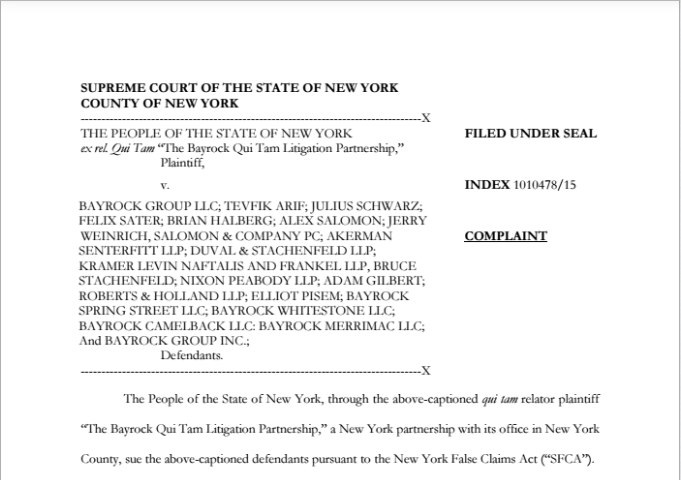 SUPREME COURT OF THE STATE OF NEW YORK
COUNTY OF NEW YORK
----------------------------------------------------------------------------------X
THE PEOPLE OF THE STATE OF NEW YORK
ex rel. Qui Tam “The Bayrock Qui Tam Litigation Partnership,”
Plaintiff,
v.
BAYROCK GROUP LLC; TEVFIK ARIF; JULIUS SCHWARZ;
FELIX SATER; BRIAN HALBERG; ALEX SALOMON; JERRY
WEINRICH, SALOMON & COMPANY PC; AKERMAN
SENTERFITT LLP; DUVAL & STACHENFELD LLP;
KRAMER LEVIN NAFTALIS AND FRANKEL LLP, BRUCE
STACHENFELD; NIXON PEABODY LLP; ADAM GILBERT;
ROBERTS & HOLLAND LLP; ELLIOT PISEM; BAYROCK
SPRING STREET LLC; BAYROCK WHITESTONE LLC;
BAYROCK CAMELBACK LLC: BAYROCK MERRIMAC LLC;
And BAYROCK GROUP INC.;
Defendants.
----------------------------------------------------------------------------------X
FILED UNDER SEAL
INDEX 1010478/15
COMPLAINT
The People of the State of New York, through the above-captioned qui tam relator plaintiff
“The Bayrock Qui Tam Litigation Partnership,” a New York partnership with its office in New York
County, sue the above-captioned defendants pursuant to the New York False Claims Act (“SFCA”).